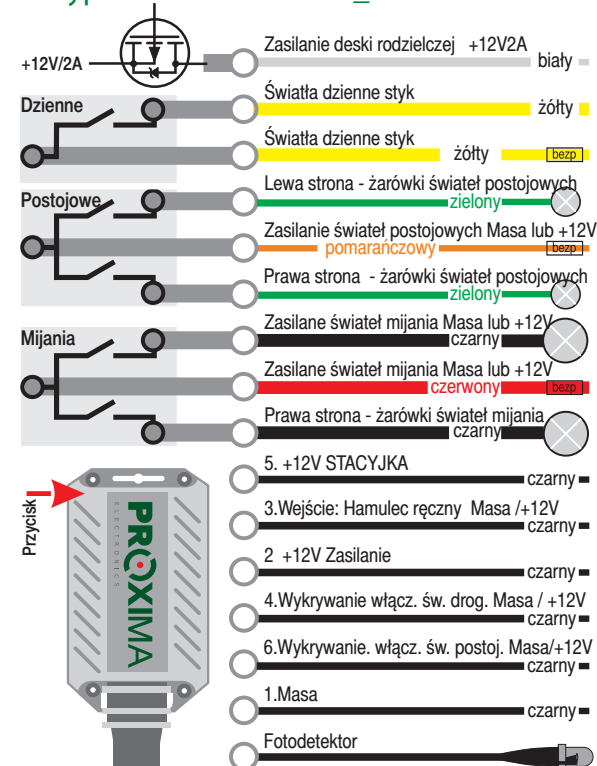 +12V/2A
Zasilanie deski rodzielczej +12V2A
biały
Dzienne
Światła dzienne styk
żółty
Światła dzienne styk
żółty
bezp
Postojowe
Lewa strona - żarówki świateł postojowych
zielony
Zasilanie świateł postojowych Masa lub +12V
pomarańczowy
bezp
Prawa strona - żarówki świateł postojowych
zielony
Mijania
Zasilane świateł mijania Masa lub +12V
czarny
Zasilane świateł mijania Masa lub +12V
czerwony
bezp
Prawa strona - żarówki świateł mijania
czarny
Przycisk
PROXIMA
ELECTRONICS
5. +12V STACYJKA
czarny
3.Wejście: Hamulec ręczny Masa /+12V
czarny
2 +12V Zasilanie
czarny
4.Wykrywanie włącz. św. drog. Masa / +12V
czarny
6.Wykrywanie. włącz. św. postoj. Masa/+12V
czarny
1.Masa
czarny
Fotodetektor